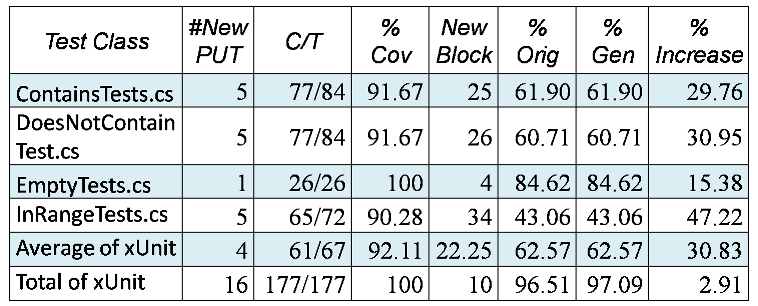 Test Class #New PUT C/T % Cov New Block % Orig % Gen % Increase
ContainsTests.cs 5 77/84 91.67 25 61.90 61.90 29.76
DoesNotContain
Test.cs 5 77/84 91.67 26 60.71 60.71 30.95
EmptyTests.cs 1 26/26 100 4 84.62 84.62 15.38
InRangeTests.cs 5 65/72 90.28 34 43.06 43.06 47.22
Average of xUnit 4 61/67 92.11 22.25 62.57 62.57 30.83
Total of xUnit 16 177/177 100 10 96.51 97.09 2.91